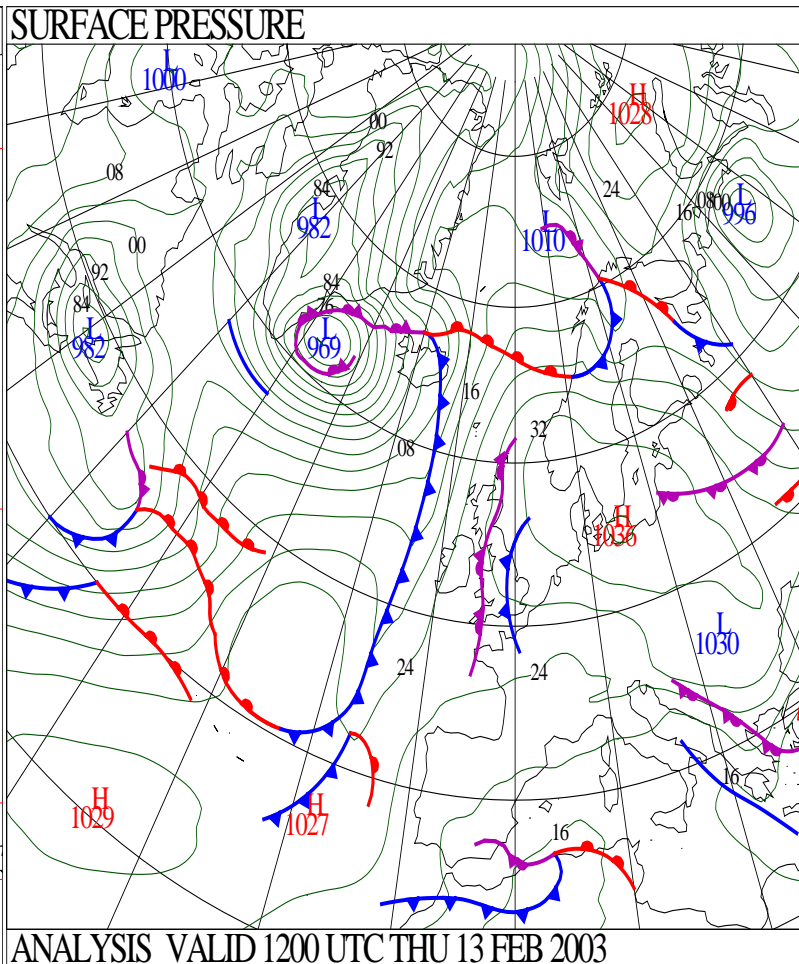 SURFACE PRESSURE
L
1000
H
1028
00
92
08
84
24
L
982
L
996
16
08
00
L
1010
00
92
84
84
76
L
982
L
969
16
32
08
H
1036
L
1030
24
24
16
H
1029
H
1027
16
ANALYSIS VALID 1200 UTC THU 13 FEB 2003